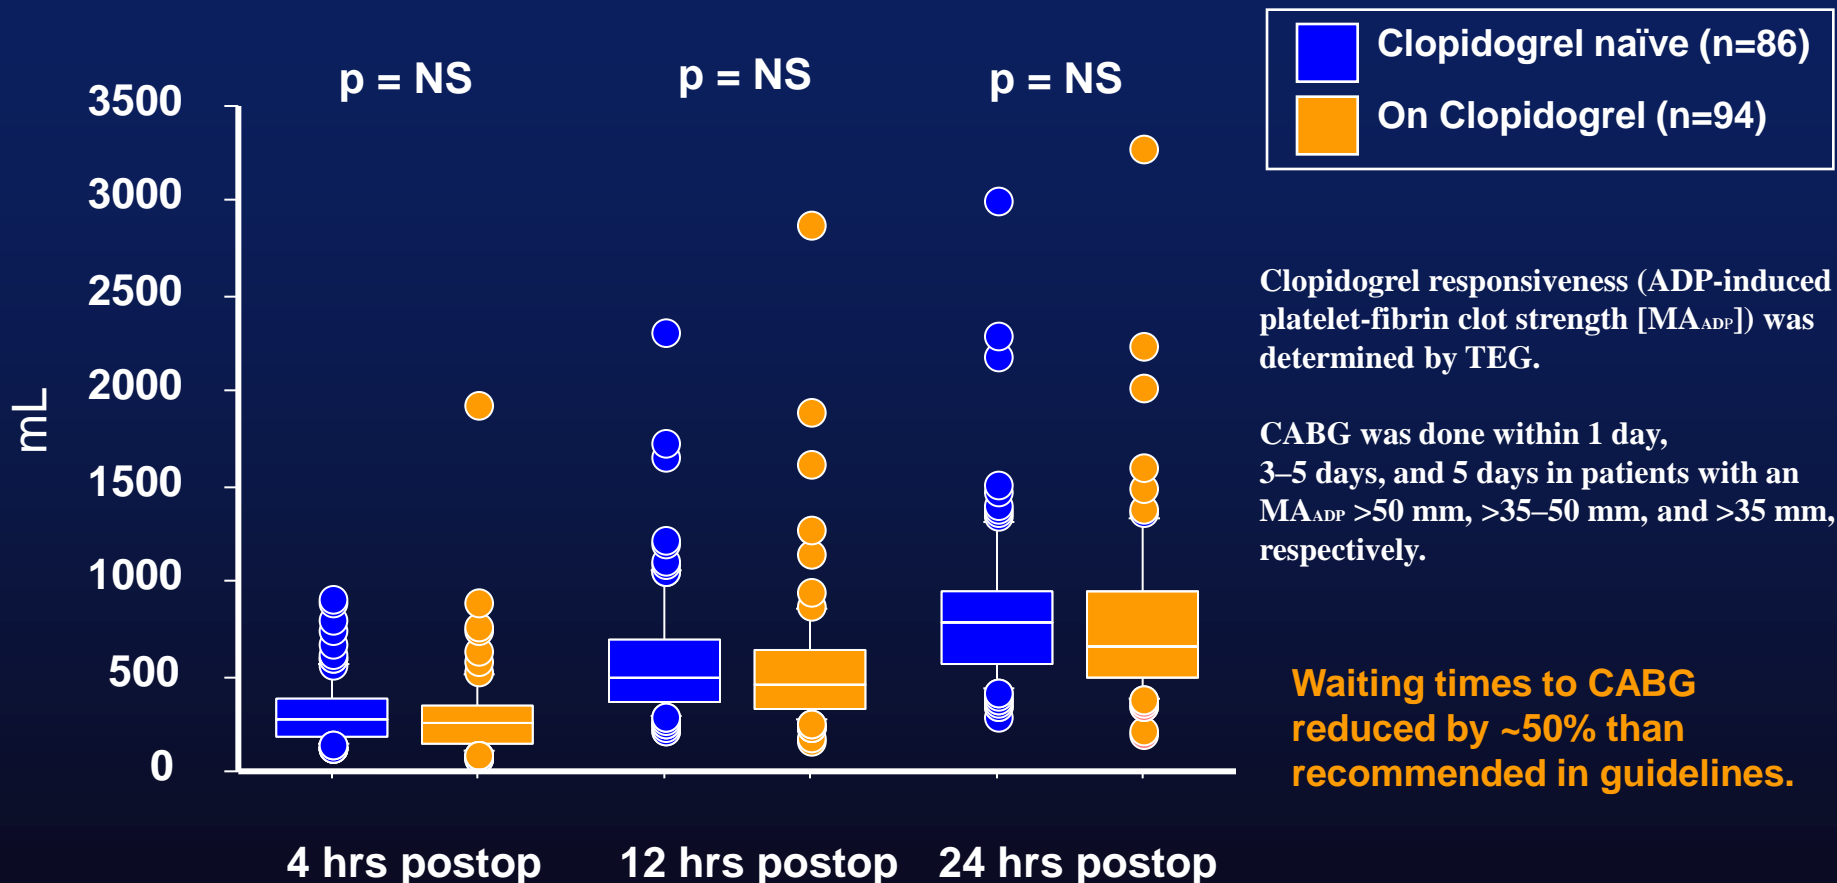 Clopidogrel naïve (n=86)
On Clopidogrel (n=94)
p = NS
p = NS
p = NS
3500
3000
2500
2000
1500
1000
500
0
mL
4 hrs postop
12 hrs postop
24 hrs postop
Clopidogrel responsiveness (ADP-induced
platelet-fibrin clot strength [MAADP]) was
determined by TEG.
CABG was done within 1 day,
3–5 days, and 5 days in patients with an
MAADP >50 mm, >35–50 mm, and >35 mm,
respectively.
Waiting times to CABG
reduced by ~50% than
recommended in guidelines.